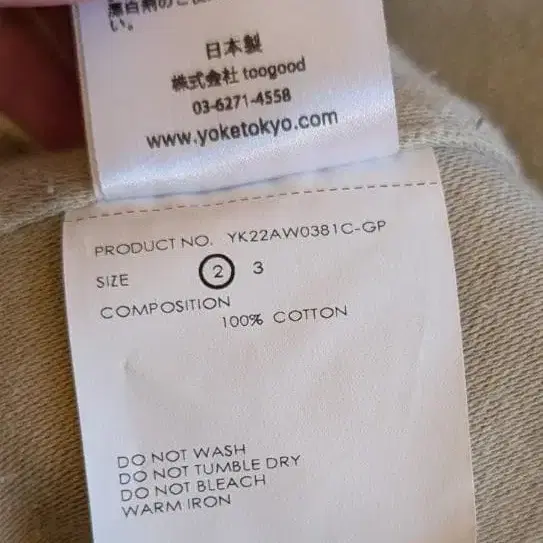 い。
日本製
株式会社 toogood
03-6271-4558
www.yoketokyo.com
PRODUCT NO. YK22AW0381C-GP
SIZE ② 3
COMPOSITION
100% COTTON
DO NOT WASH
DO NOT TUMBLE DRY
DO NOT BLEACH
WARM IRON